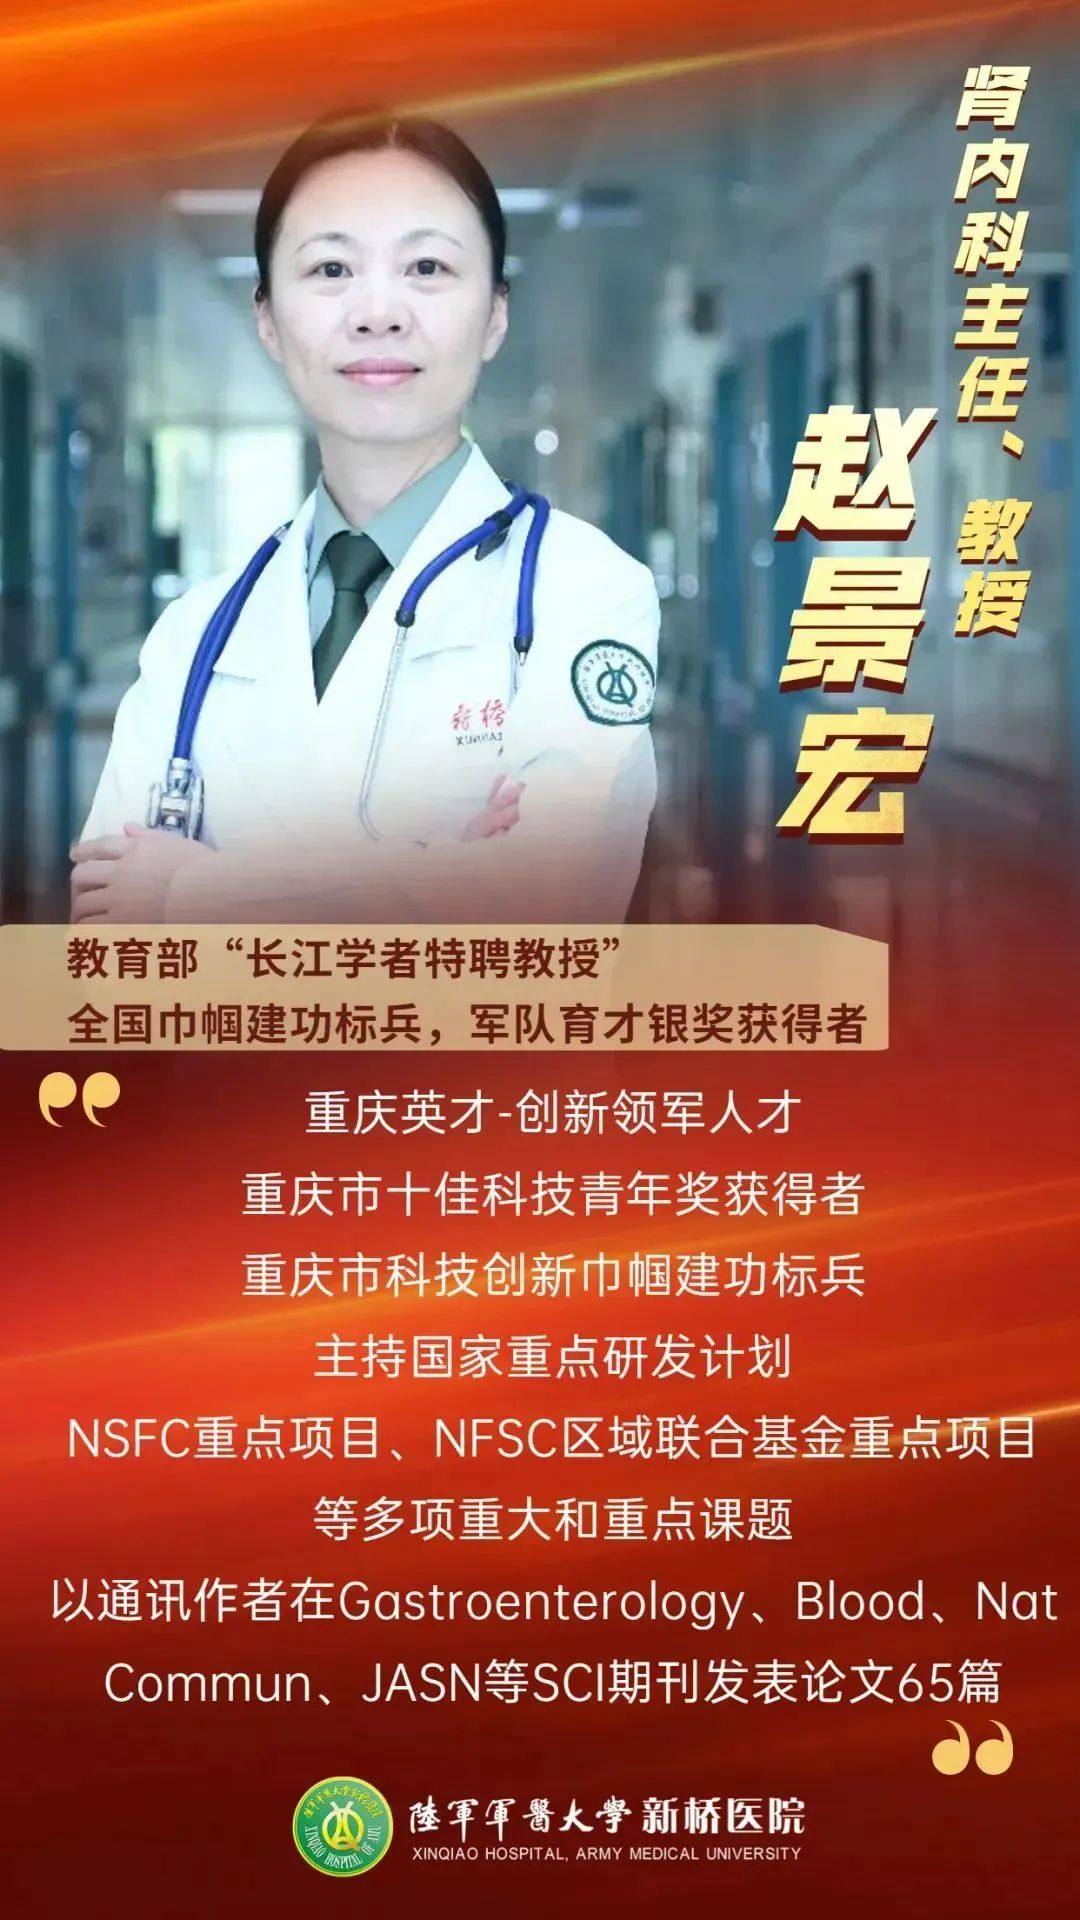 肾内科主任、教授
赵景宏
新桥
教育部“长江学者特聘教授”
全国巾帼建功标兵，军队育才银奖获得者
重庆英才-创新领军人才
重庆市十佳科技青年奖获得者
重庆市科技创新巾帼建功标兵
主持国家重点研发计划
NSFC重点项目、NFSC区域联合基金重点项目
等多项重大和重点课题
以通讯作者在Gastroenterology、Blood、Nat
Commun、JASN等SCI期刊发表论文65篇
陸軍軍醫大學新桥医院
XINQIAO HOSPITAL, ARMY MEDICAL UNIVERSITY